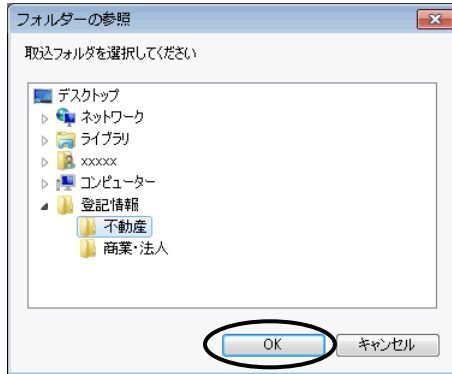 フォルダーの参照
取込フォルダを選択してください
デスクトップ
ネットワーク
ライブラリ
xxxxx
コンピューター
登記情報
不動産
商業・法人
OK キャンセル